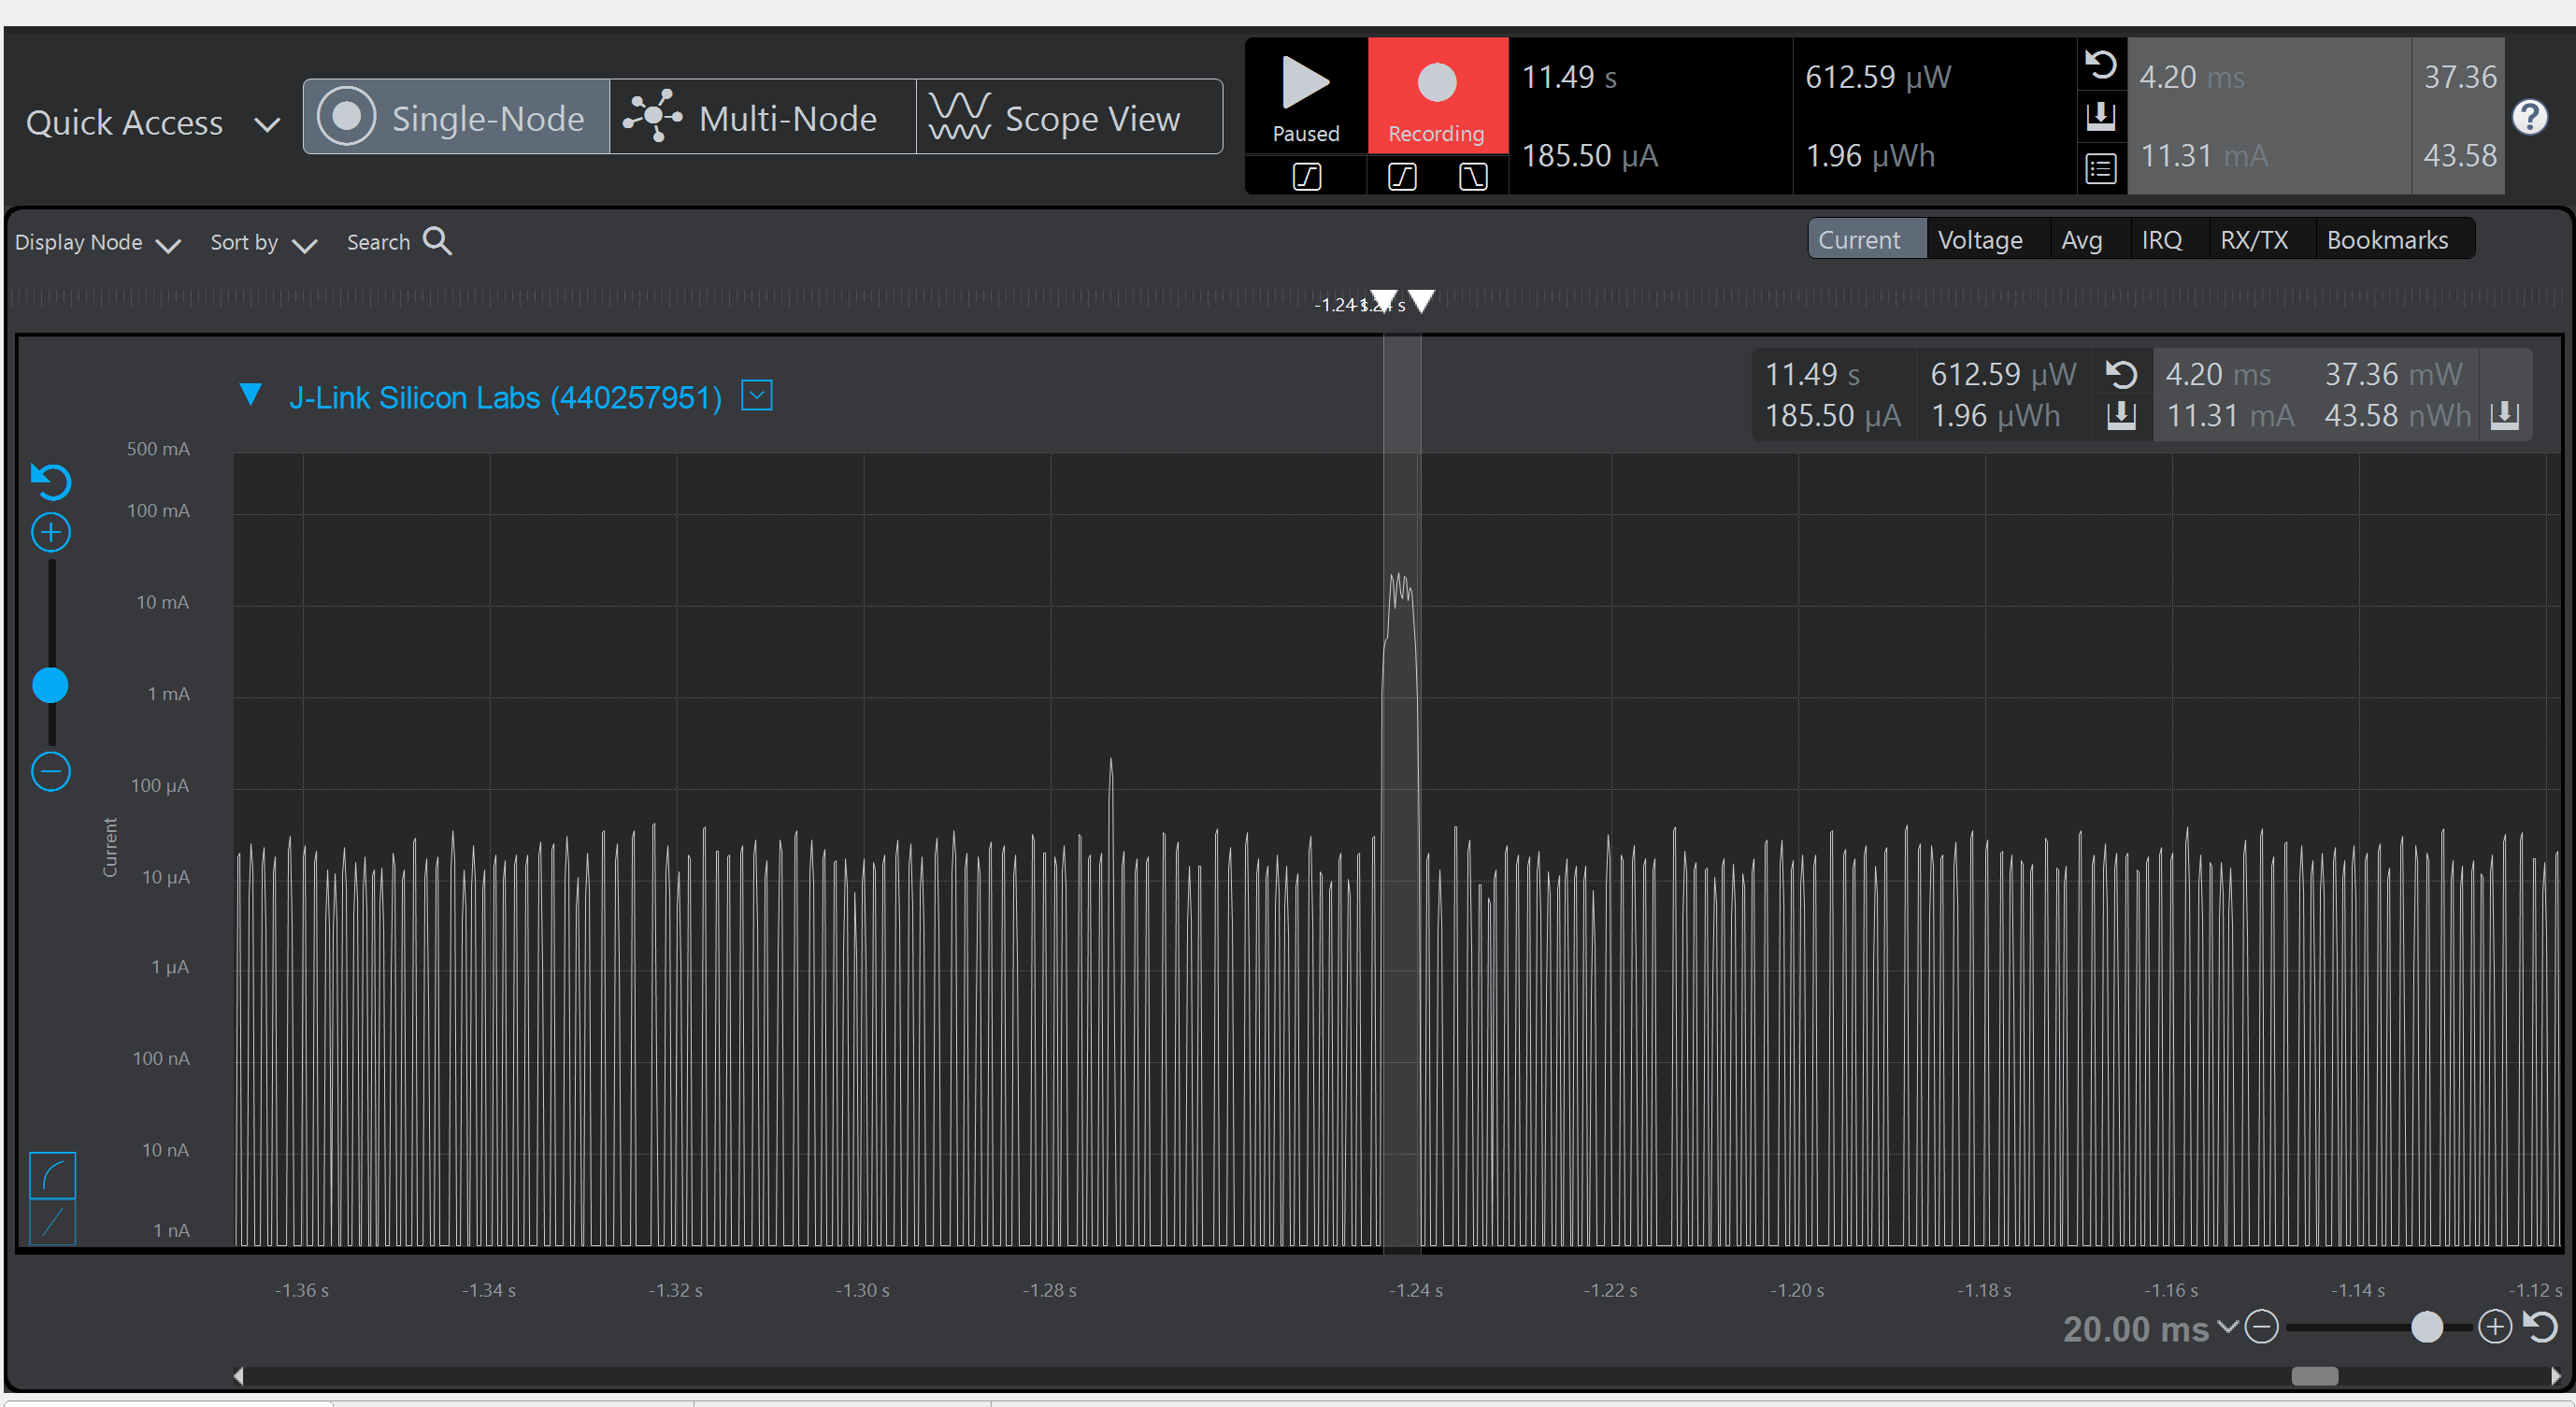 Quick Access
Single-Node
Multi-Node
Scope View
Paused
Recording
11.49 s
185.50 µA
612.59 µW
1.96 µWh
4.20 ms
11.31 mA
37.36
43.58
Display Node
Sort by
Search
Current
Voltage
Avg
IRQ
RX/TX
Bookmarks
-1.24 s
J-Link Silicon Labs (440257951)
11.49 s
185.50 µA
612.59 µW
1.96 µWh
4.20 ms
11.31 mA
37.36 mW
43.58 nWh
500 mA
100 mA
10 mA
1 mA
100 µA
10 µA
1 µA
100 nA
10 nA
1 nA
Current
-1.36 s
-1.34 s
-1.32 s
-1.30 s
-1.28 s
-1.24 s
-1.22 s
-1.20 s
-1.18 s
-1.16 s
-1.14 s
-1.12 s
20.00 ms